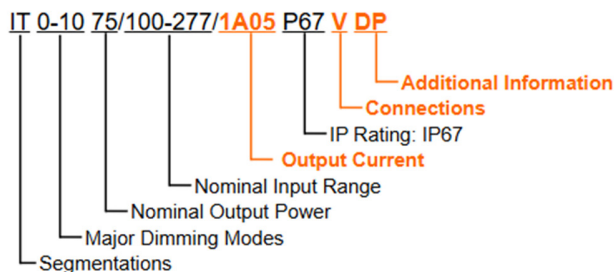 IT 0-10 75/100-277/1A05 P67 V DP
Additional Information
Connections
IP Rating: IP67
Output Current
Nominal Input Range
Nominal Output Power
Major Dimming Modes
Segmentations